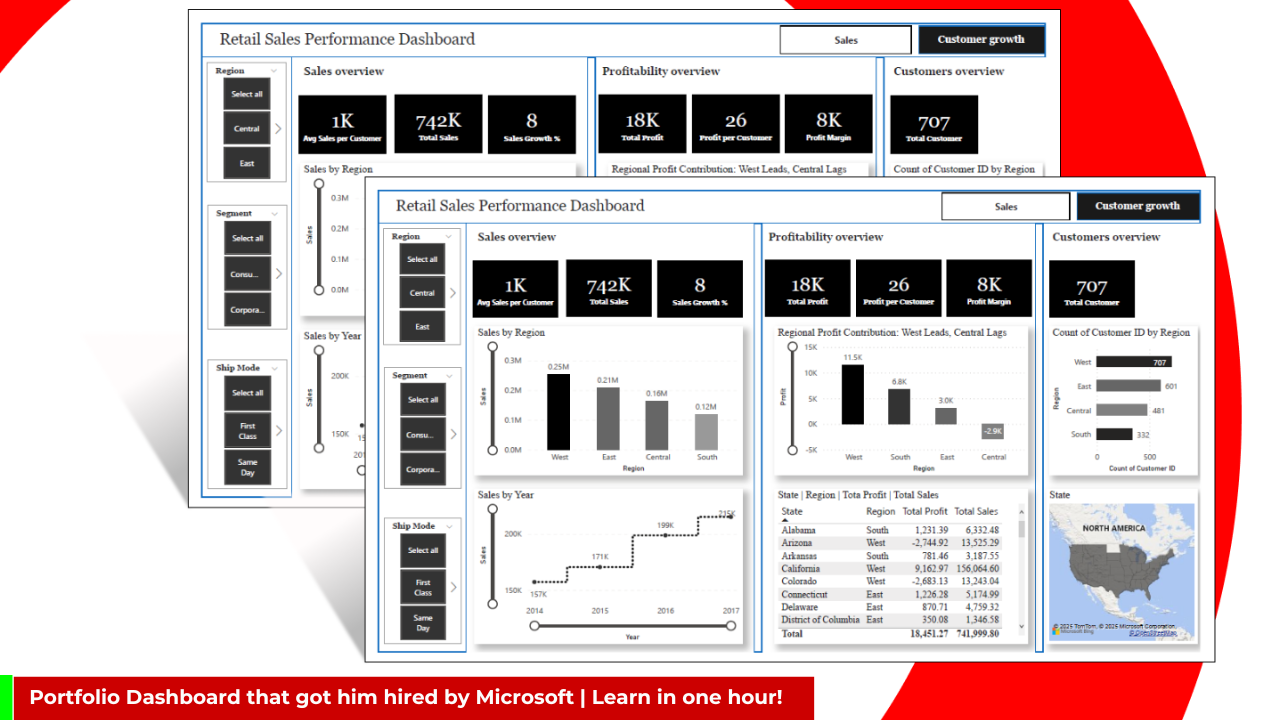 Retail Sales Performance Dashboard
Sales
Customer growth
Region
Select all
Central
East
Segment
Select all
Consu...
Corpora...
Ship Mode
Select all
First
Class
Same
Day
Sales overview
1K
Avg Sales per Customer
742K
Total Sales
8
Sales Growth %
Sales by Region
Sales
0.3M
0.2M
0.1M
0.0M
Sales by Year
Sales
200K
150K
Profitability overview
18K
Total Profit
26
Profit per Customer
8K
Profit Margin
Regional Profit Contribution: West Leads, Central Lags
Customers overview
707
Total Customer
Count of Customer ID by Region
Retail Sales Performance Dashboard
Sales
Customer growth
Region
Select all
Central
East
Segment
Select all
Consu...
Corpora...
Ship Mode
Select all
First
Class
Same
Day
Sales overview
1K
Avg Sales per Customer
742K
Total Sales
8
Sales Growth %
Sales by Region
Sales
0.3M
0.2M
0.1M
0.0M
0.25M
0.21M
0.16M
0.12M
West East Central South
Region
Sales by Year
Sales
200K
150K
157K
171K
199K
215K
2014 2015 2016 2017
Year
Profitability overview
18K
Total Profit
26
Profit per Customer
8K
Profit Margin
Regional Profit Contribution: West Leads, Central Lags
Profit
15K
10K
5K
0K
-5K
11.5K
6.8K
3.0K
-2.9K
West South East Central
Region
State | Region | Tota Profit | Total Sales
State Region Total Profit Total Sales
Alabama South 1,231.39 6,332.48
Arizona West -2,744.92 13,525.29
Arkansas South 781.46 3,187.55
California West 9,162.97 156,064.60
Colorado West -2,683.13 13,243.04
Connecticut East 1,226.28 5,174.99
Delaware East 870.71 4,759.32
District of Columbia East 350.08 1,346.58
Total 18,451.27 741,999.80
Customers overview
707
Total Customer
Count of Customer ID by Region
Region
West 707
East 601
Central 481
South 332
0 500
Count of Customer ID
State
NORTH AMERICA
Microsoft Bing
Portfolio Dashboard that got him hired by Microsoft | Learn in one hour!